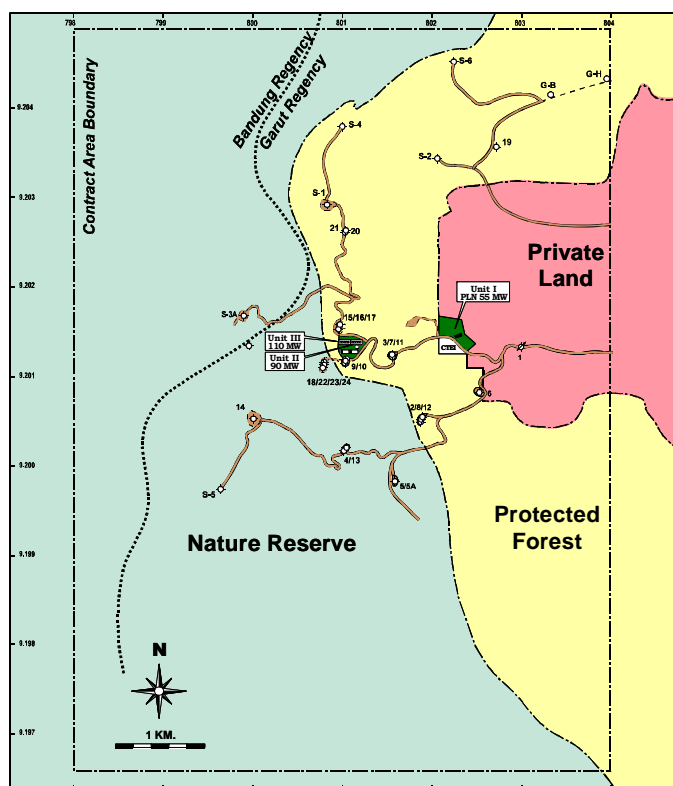 798 799 800 801 802 803 804
9.204
9.203
9.202
9.201
9.200
9.199
9.198
9.197
Contract Area Boundary
Bandung Regency
Garut Regency
S-6
G-B
G-H
S-4
19
S-2
S-1
21
20
Private
Land
Unit I
PLN 55 MW
S-3A
15/16/17
Unit III
110 MW
Unit II
90 MW
3/7/11
CTEI
1
9/10
18/22/23/24
6
14
2/8/12
4/13
5/5A
S-5
Protected
Forest
Nature Reserve
N
1 KM.